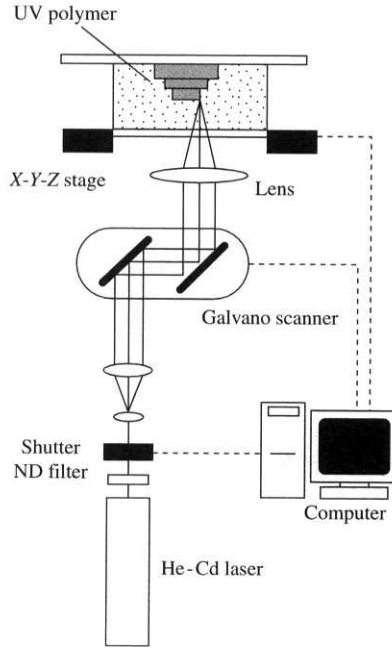 UV polymer
X-Y-Z stage
Lens
Galvano scanner
Shutter
ND filter
Computer
He-Cd laser